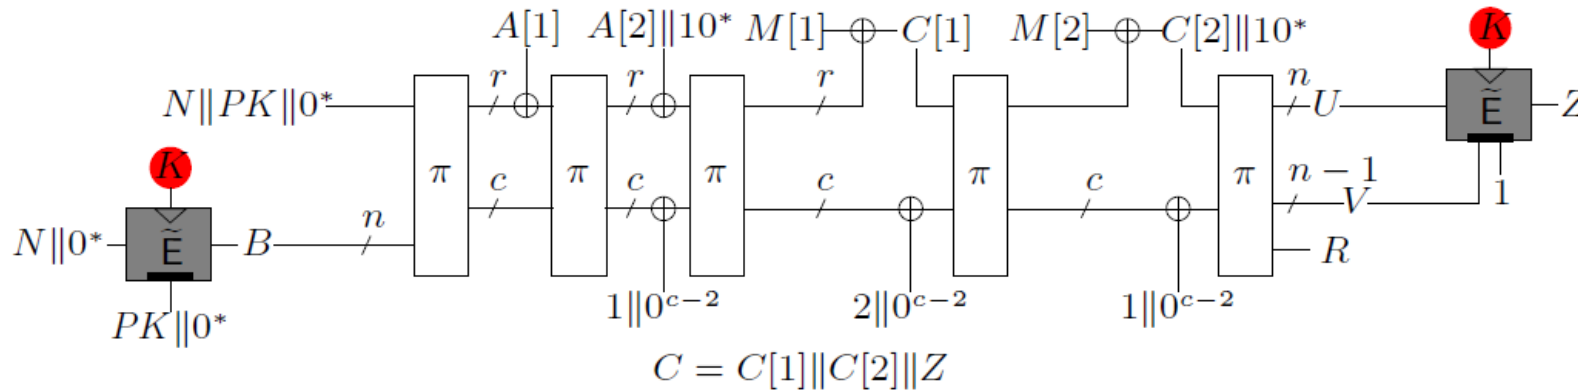 A[1] A[2]∥10* M[1] C[1] M[2] C[2]∥10* K
r r r n
N∥PK∥0* U Ẽ Z
K π π π π π
c c c c n − 1
n V 1
N∥0* Ẽ B R
1∥0^{c−2} 2∥0^{c−2} 1∥0^{c−2}
PK∥0*
C = C[1]∥C[2]∥Z